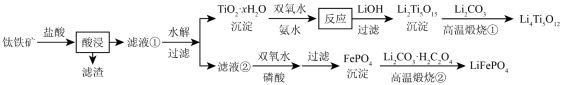 TiO₂·xH₂O 双氧水 LiOH Li₂Ti₅O₁₅ Li₂CO₃ Li₄Ti₅O₁₂
沉淀 氨水 反应 过滤 沉淀 高温煅烧①
钛铁矿 盐酸 酸浸 滤液① 水解 过滤
滤渣
滤液② 双氧水 磷酸 过滤 FePO₄ Li₂CO₃·H₂C₂O₄ LiFePO₄
沉淀 高温煅烧②